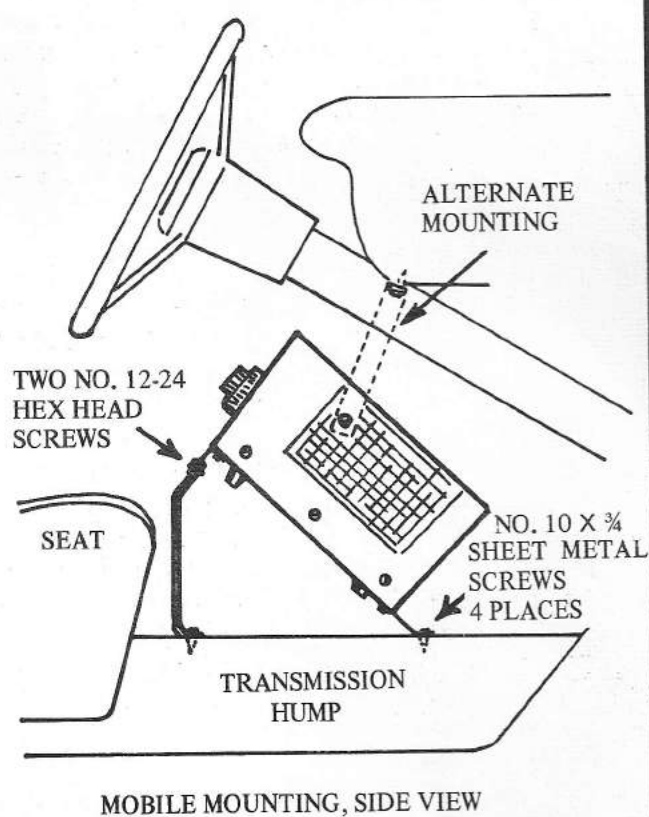 ALTERNATE
MOUNTING
TWO NO. 12-24
HEX HEAD
SCREWS
SEAT
NO. 10 X ¾
SHEET METAL
SCREWS
4 PLACES
TRANSMISSION
HUMP
MOBILE MOUNTING, SIDE VIEW